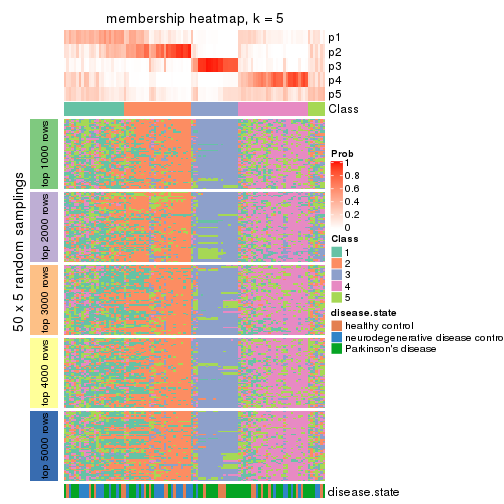 membership heatmap, k = 5
p1
p2
p3
p4
p5
Class
50 x 5 random samplings
top 1000 rows
top 2000 rows
top 3000 rows
top 4000 rows
top 5000 rows
disease.state
Prob
1
0.8
0.6
0.4
0.2
0
Class
1
2
3
4
5
disease.state
healthy control
neurodegenerative disease contro
Parkinson's disease